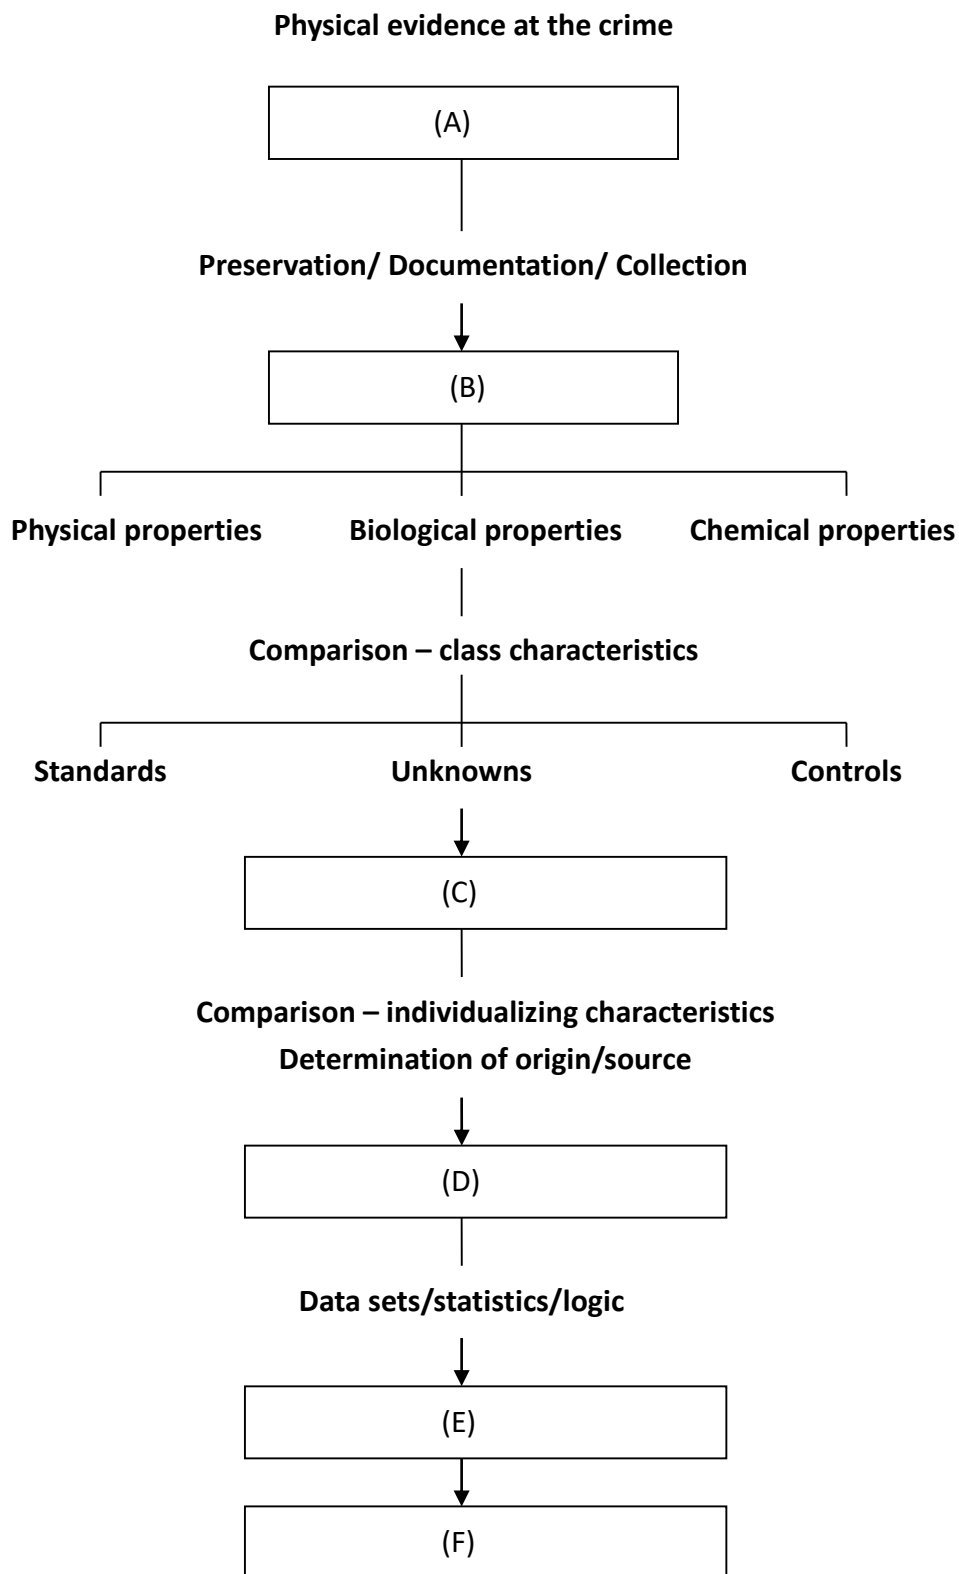 Physical evidence at the crime
(A)
Preservation/ Documentation/ Collection
(B)
Physical properties Biological properties Chemical properties
Comparison – class characteristics
Standards Unknowns Controls
(C)
Comparison – individualizing characteristics
Determination of origin/source
(D)
Data sets/statistics/logic
(E)
(F)